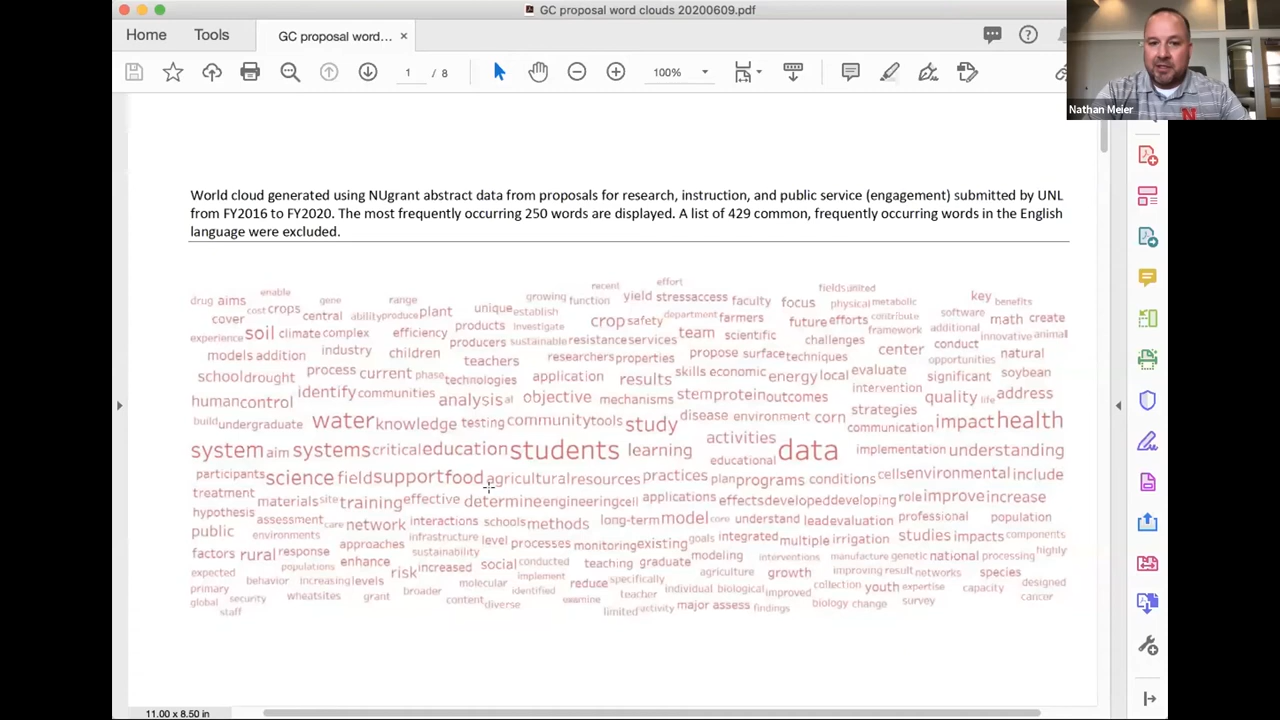 GC proposal word clouds 20200609.pdf
Home Tools GC proposal word... ×
1 / 8 100%
Nathan Meier
World cloud generated using NUgrant abstract data from proposals for research, instruction, and public service (engagement) submitted by UNL
from FY2016 to FY2020. The most frequently occurring 250 words are displayed. A list of 429 common, frequently occurring words in the English
language were excluded.
enable recent effort fields united
drug aims gene range growing function yield stress access faculty focus physical metabolic key benefits
cover cost crops central ability produce plant unique establish crop safety department farmers future efforts contribute software math create
experience soil climate complex efficiency products investigate resistance services team scientific challenges framework additional innovative animal
models addition industry children producers sustainable researchers properties propose surface techniques center conduct opportunities natural
school drought process current phase technologies teachers application results skills economic energy local evaluate significant soybean
human control identify communities analysis al objective mechanisms stem protein outcomes intervention quality life address
build undergraduate water knowledge testing community tools study disease environment corn strategies communication impact health
system aim systems critical education students learning activities educational data implementation understanding
participants science field support food agricultural resources practices plan programs conditions cells environmental include
treatment materials site training effective determine engineering cell applications effects developed developing role improve increase
hypothesis assessment care network interactions schools methods long-term model core understand lead evaluation professional population
public environments infrastructure level processes monitoring existing goals integrated multiple irrigation studies impacts components
factors rural response approaches sustainability social conducted teaching graduate modeling interventions manufacture genetic national processing highly
expected populations enhance risk increased implement reduce specifically agriculture growth improving result networks species
primary behavior increasing levels broader molecular identified teacher individual biological improved collection youth expertise capacity designed
global security wheat sites grant content diverse examine limited activity major assess findings biology change survey cancer
staff
11.00 x 8.50 in